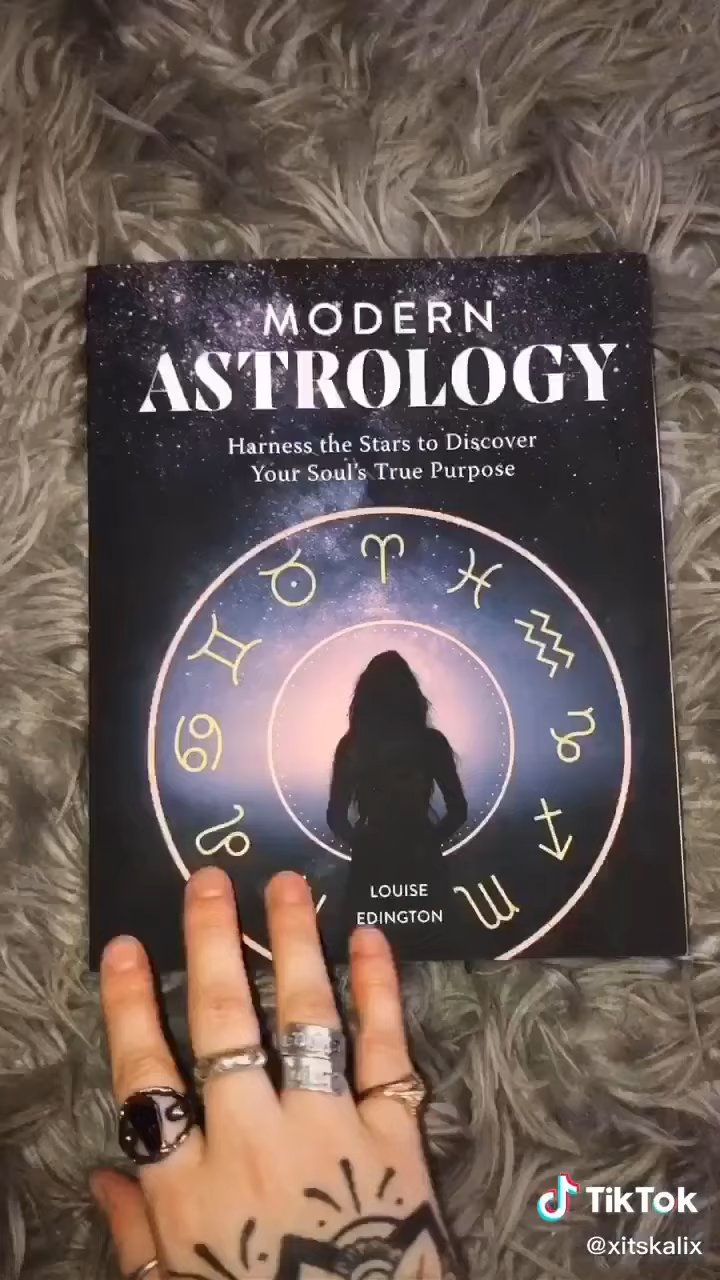 MODERN
ASTROLOGY
Harness the Stars to Discover
Your Soul's True Purpose
LOUISE
EDINGTON
TikTok
@xitskalix